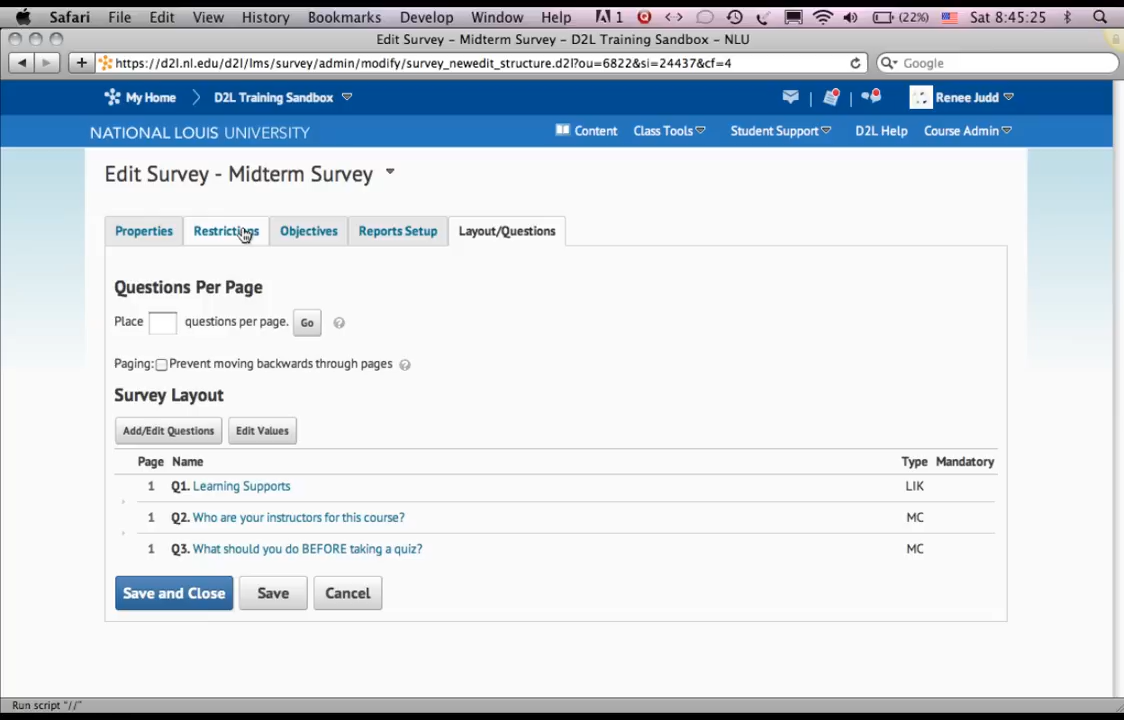 Safari File Edit View History Bookmarks Develop Window Help 1 (22%) Sat 8:45:25
Edit Survey - Midterm Survey - D2L Training Sandbox - NLU
https://d2l.nl.edu/d2l/lms/survey/admin/modify/survey_newedit_structure.d2l?ou=6822&si=24437&cf=4 Google
My Home D2L Training Sandbox Renee Judd
NATIONAL LOUIS UNIVERSITY Content Class Tools Student Support D2L Help Course Admin
Edit Survey - Midterm Survey
Properties Restrictions Objectives Reports Setup Layout/Questions
Questions Per Page
Place questions per page. Go ?
Paging: Prevent moving backwards through pages ?
Survey Layout
Add/Edit Questions Edit Values
Page Name Type Mandatory
1 Q1. Learning Supports LIK
1 Q2. Who are your instructors for this course? MC
1 Q3. What should you do BEFORE taking a quiz? MC
Save and Close Save Cancel
Run script "//"